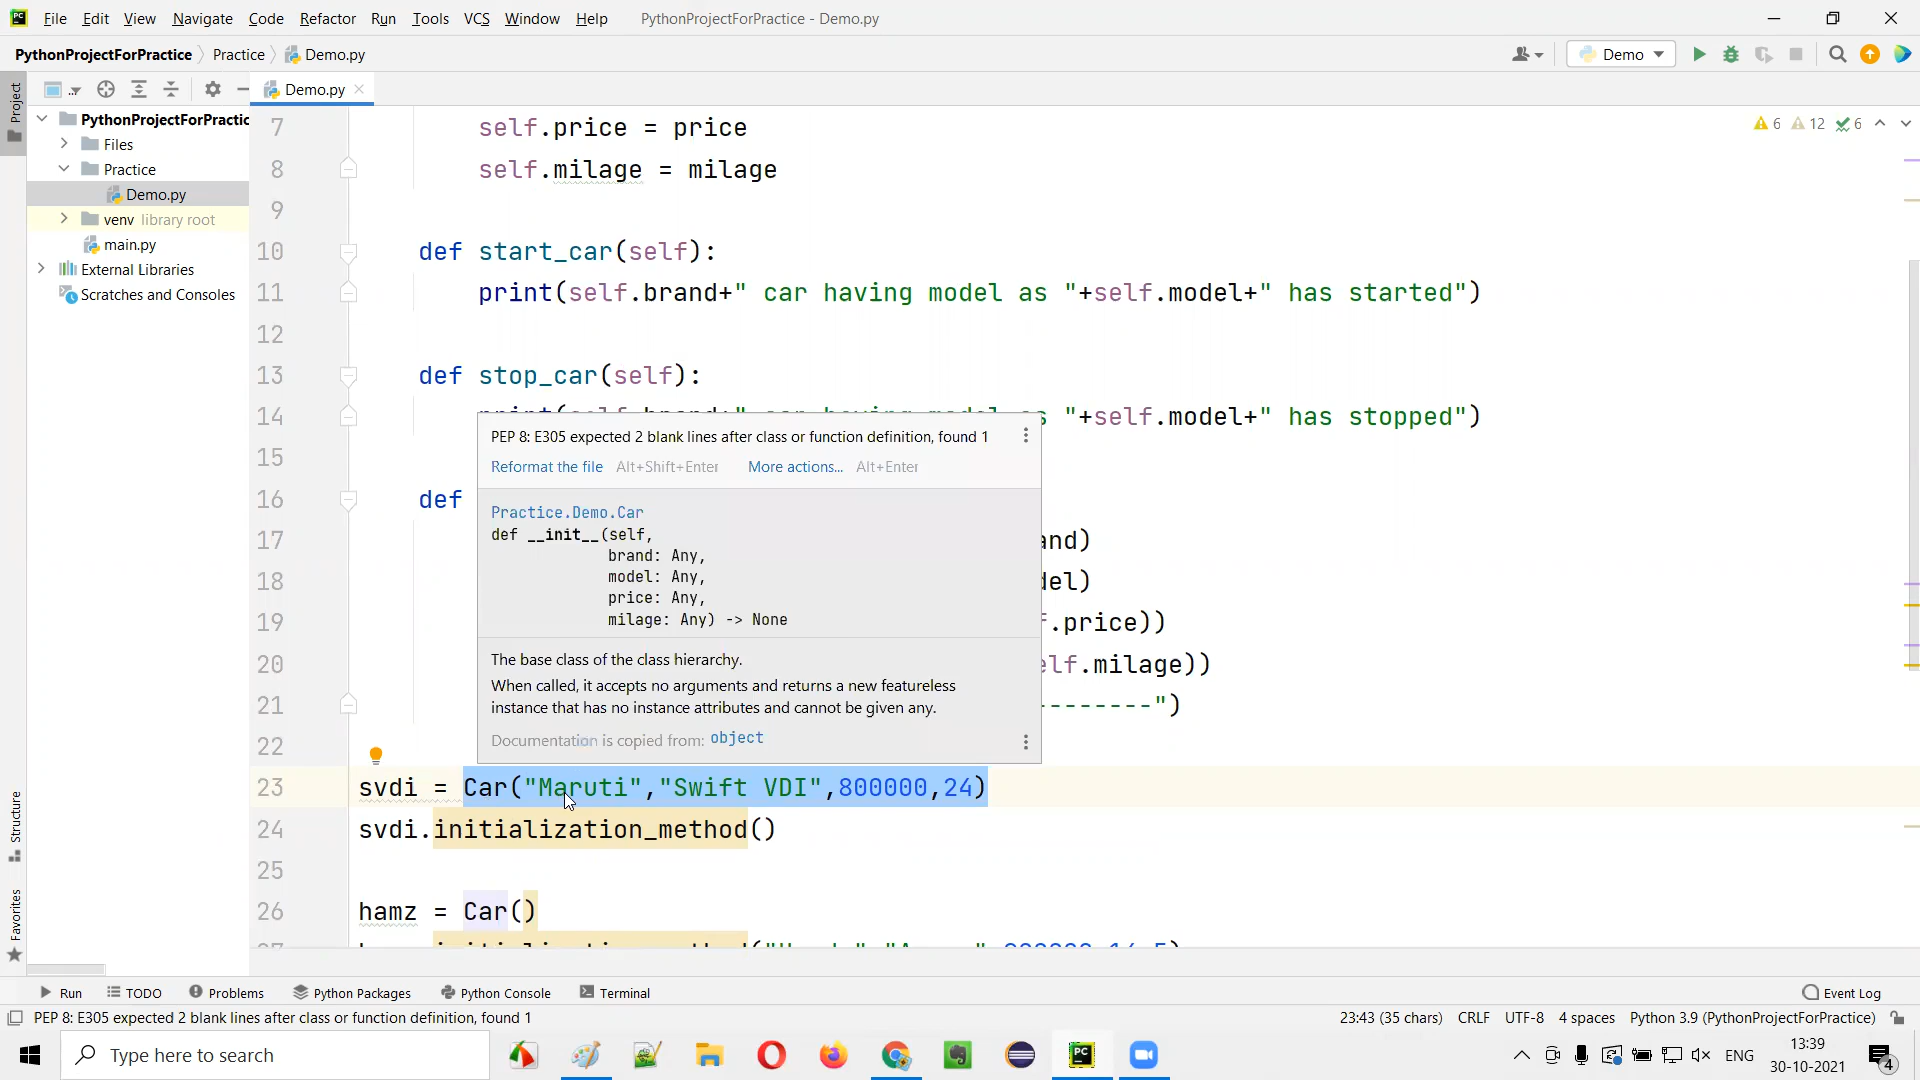 File Edit View Navigate Code Refactor Run Tools VCS Window Help PythonProjectForPractice - Demo.py
PythonProjectForPractice Practice Demo.py
Demo
Project
Demo.py
PythonProjectForPractic
Files
Practice
Demo.py
venv library root
main.py
External Libraries
Scratches and Consoles
6 12 6
7 self.price = price
8 self.milage = milage
9
10 def start_car(self):
11 print(self.brand+" car having model as "+self.model+" has started")
12
13 def stop_car(self):
14 "+self.model+" has stopped")
15
16 def
17 and)
18 del)
19 .price))
20 elf.milage))
21 -------")
22
PEP 8: E305 expected 2 blank lines after class or function definition, found 1
Reformat the file Alt+Shift+Enter More actions... Alt+Enter
Practice.Demo.Car
def __init__(self,
brand: Any,
model: Any,
price: Any,
milage: Any) -> None
The base class of the class hierarchy.
When called, it accepts no arguments and returns a new featureless
instance that has no instance attributes and cannot be given any.
Documentation is copied from: object
23 svdi = Car("Maruti","Swift VDI",800000,24)
24 svdi.initialization_method()
25
26 hamz = Car()
Structure
Favorites
Run TODO Problems Python Packages Python Console Terminal Event Log
PEP 8: E305 expected 2 blank lines after class or function definition, found 1 23:43 (35 chars) CRLF UTF-8 4 spaces Python 3.9 (PythonProjectForPractice)
Type here to search
ENG
13:39
30-10-2021
4